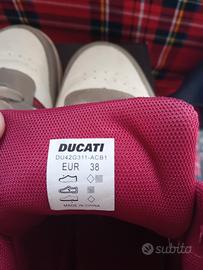 DUCATI
DU42G311-ACB1
EUR 38
MADE IN CHINA
subito